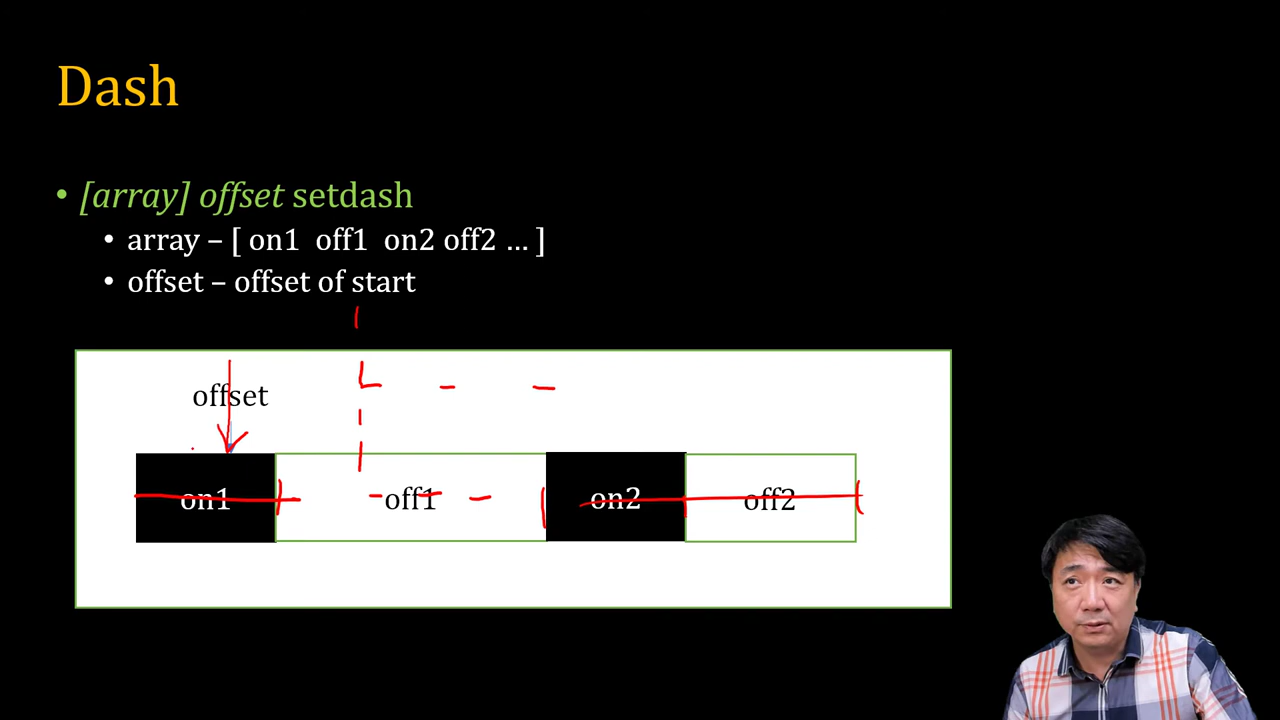 Dash
• [array] offset setdash
• array – [ on1 off1 on2 off2 … ]
• offset – offset of start
offset
on1 off1 on2 off2